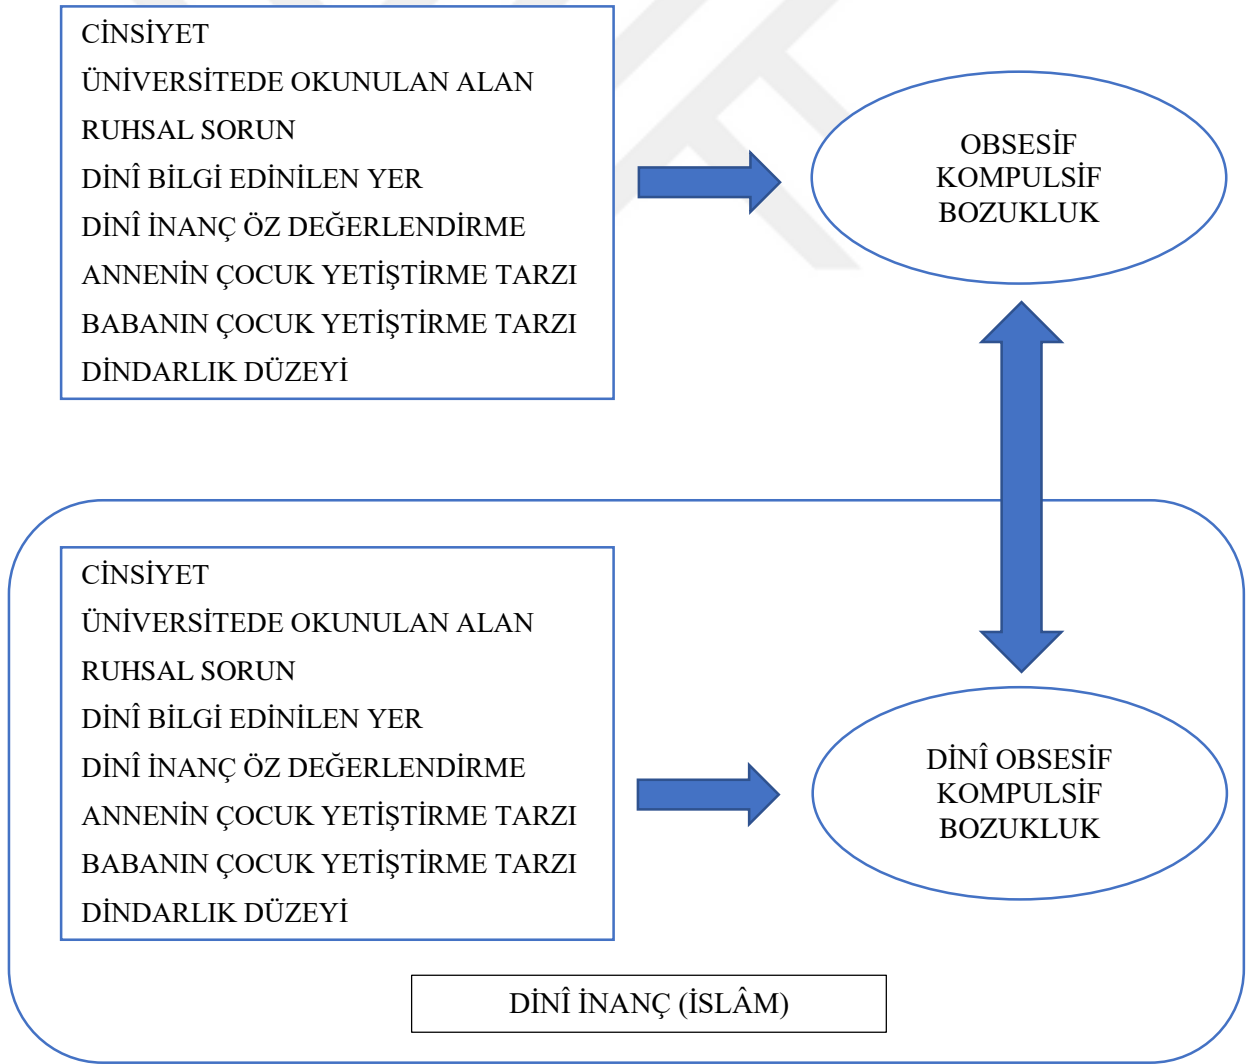 CİNSİYET
ÜNİVERSİTEDE OKUNULAN ALAN
RUHSAL SORUN
DİNÎ BİLGİ EDİNİLEN YER
DİNÎ İNANÇ ÖZ DEĞERLENDİRME
ANNENİN ÇOCUK YETİŞTİRME TARZI
BABANIN ÇOCUK YETİŞTİRME TARZI
DİNDARLIK DÜZEYİ
OBSESİF
KOMPULSİF
BOZUKLUK
CİNSİYET
ÜNİVERSİTEDE OKUNULAN ALAN
RUHSAL SORUN
DİNÎ BİLGİ EDİNİLEN YER
DİNÎ İNANÇ ÖZ DEĞERLENDİRME
ANNENİN ÇOCUK YETİŞTİRME TARZI
BABANIN ÇOCUK YETİŞTİRME TARZI
DİNDARLIK DÜZEYİ
DİNÎ OBSESİF
KOMPULSİF
BOZUKLUK
DİNÎ İNANÇ (İSLÂM)